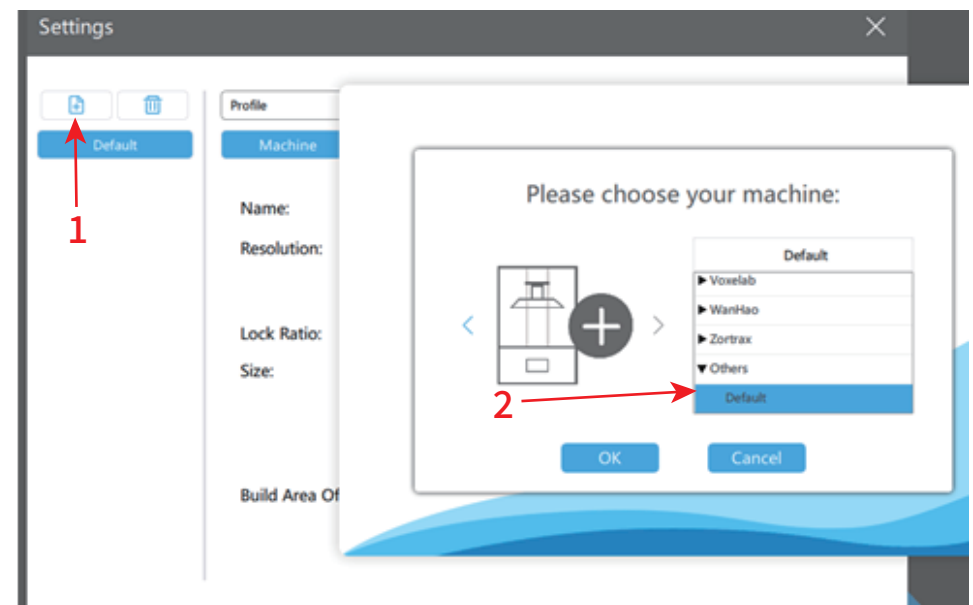 Settings
Default
1
Profile
Machine
Name:
Resolution:
Lock Ratio:
Size:
Build Area Of
Please choose your machine:
Default
Voxelab
WanHao
Zortrax
Others
Default
2
OK
Cancel